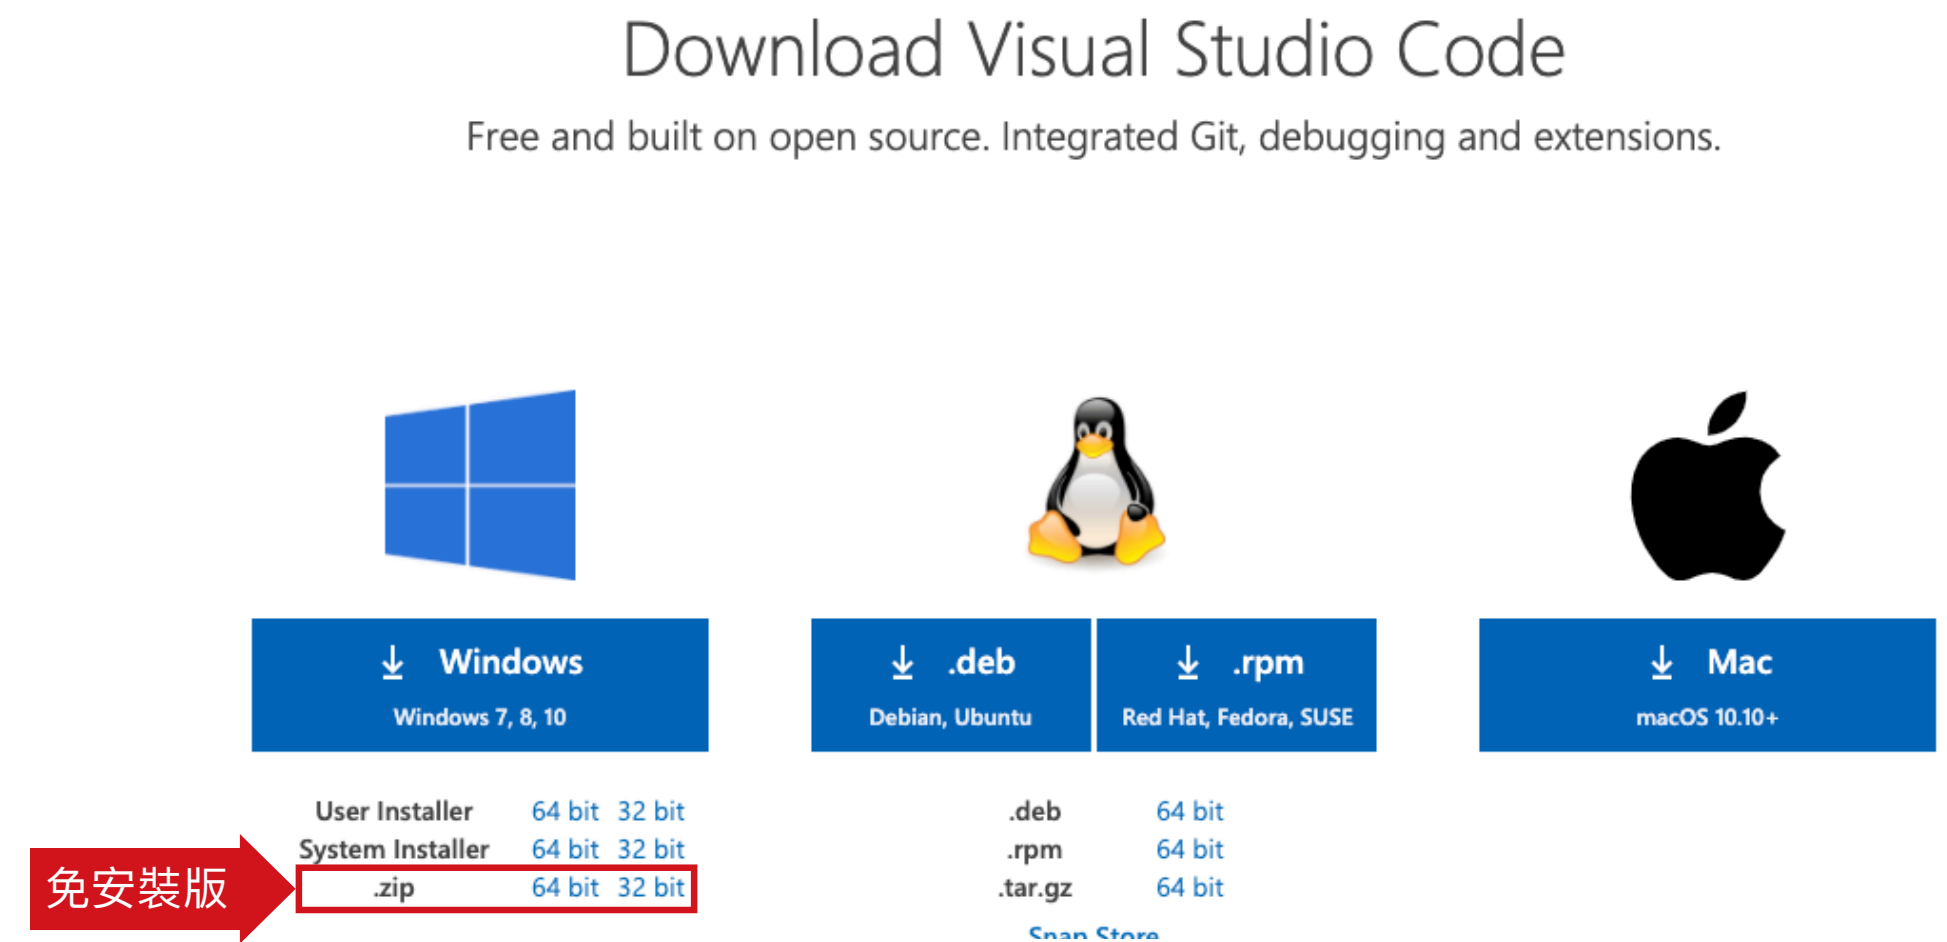 Download Visual Studio Code
Free and built on open source. Integrated Git, debugging and extensions.
Windows
Windows 7, 8, 10
User Installer 64 bit 32 bit
System Installer 64 bit 32 bit
免安裝版
.zip 64 bit 32 bit
.deb
Debian, Ubuntu
.rpm
Red Hat, Fedora, SUSE
.deb 64 bit
.rpm 64 bit
.tar.gz 64 bit
Snap Store
Mac
macOS 10.10+